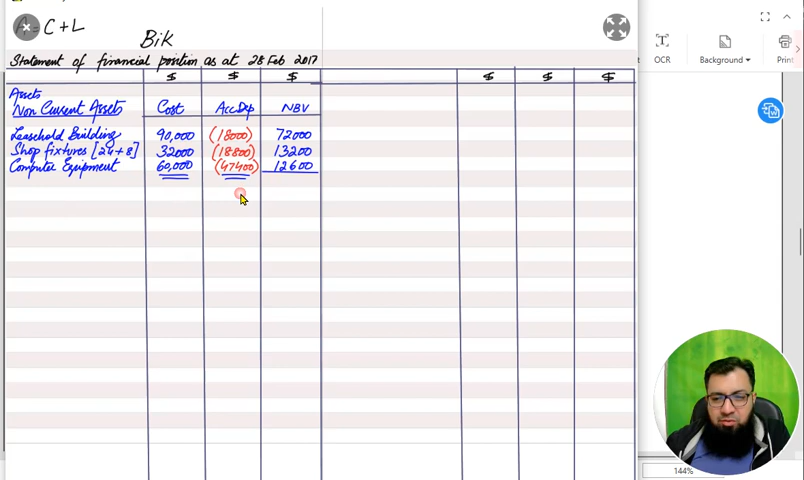 A = C + L
Bik
Statement of financial position as at 28 Feb 2017
$ $ $ $ $ $
Assets
Non Current Assets Cost Acc Dep NBV
Leasehold Building 90,000 (18000) 72000
Shop fixtures [24+8] 32000 (18800) 13200
Computer Equipment 60,000 (47400) 12600
OCR
Background
Print
144%